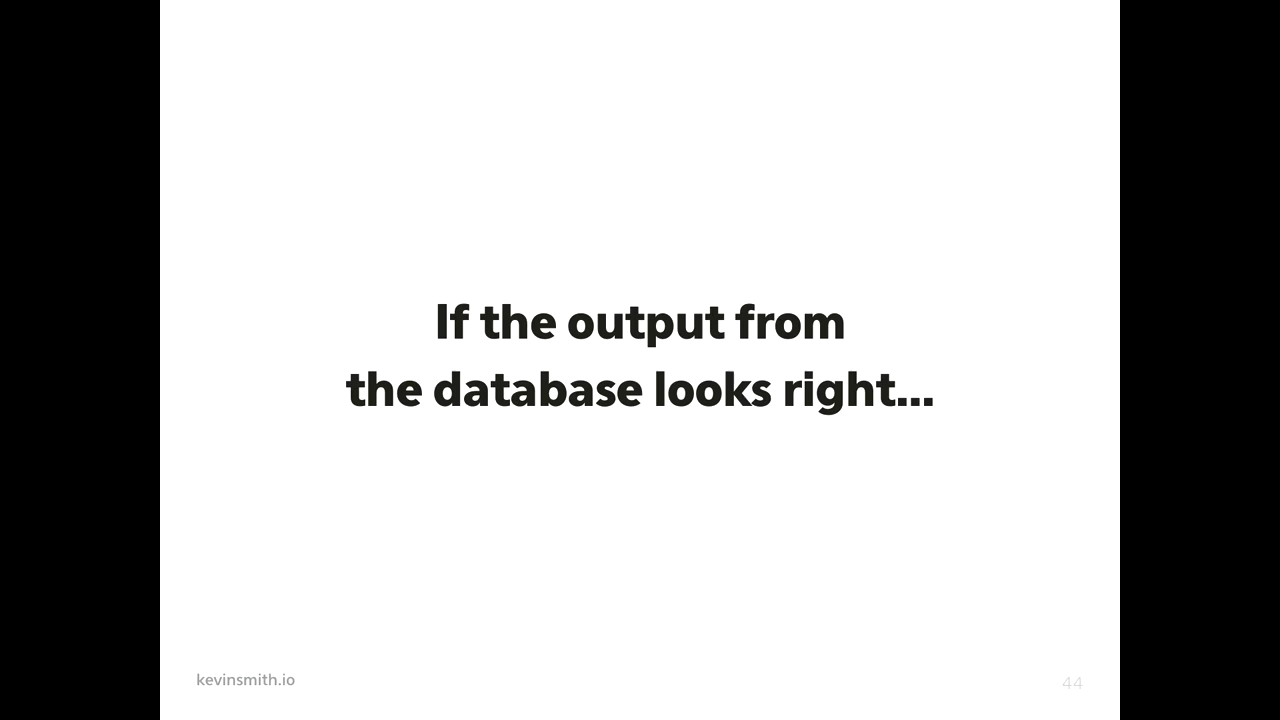 If the output from
the database looks right...
kevinsmith.io
44